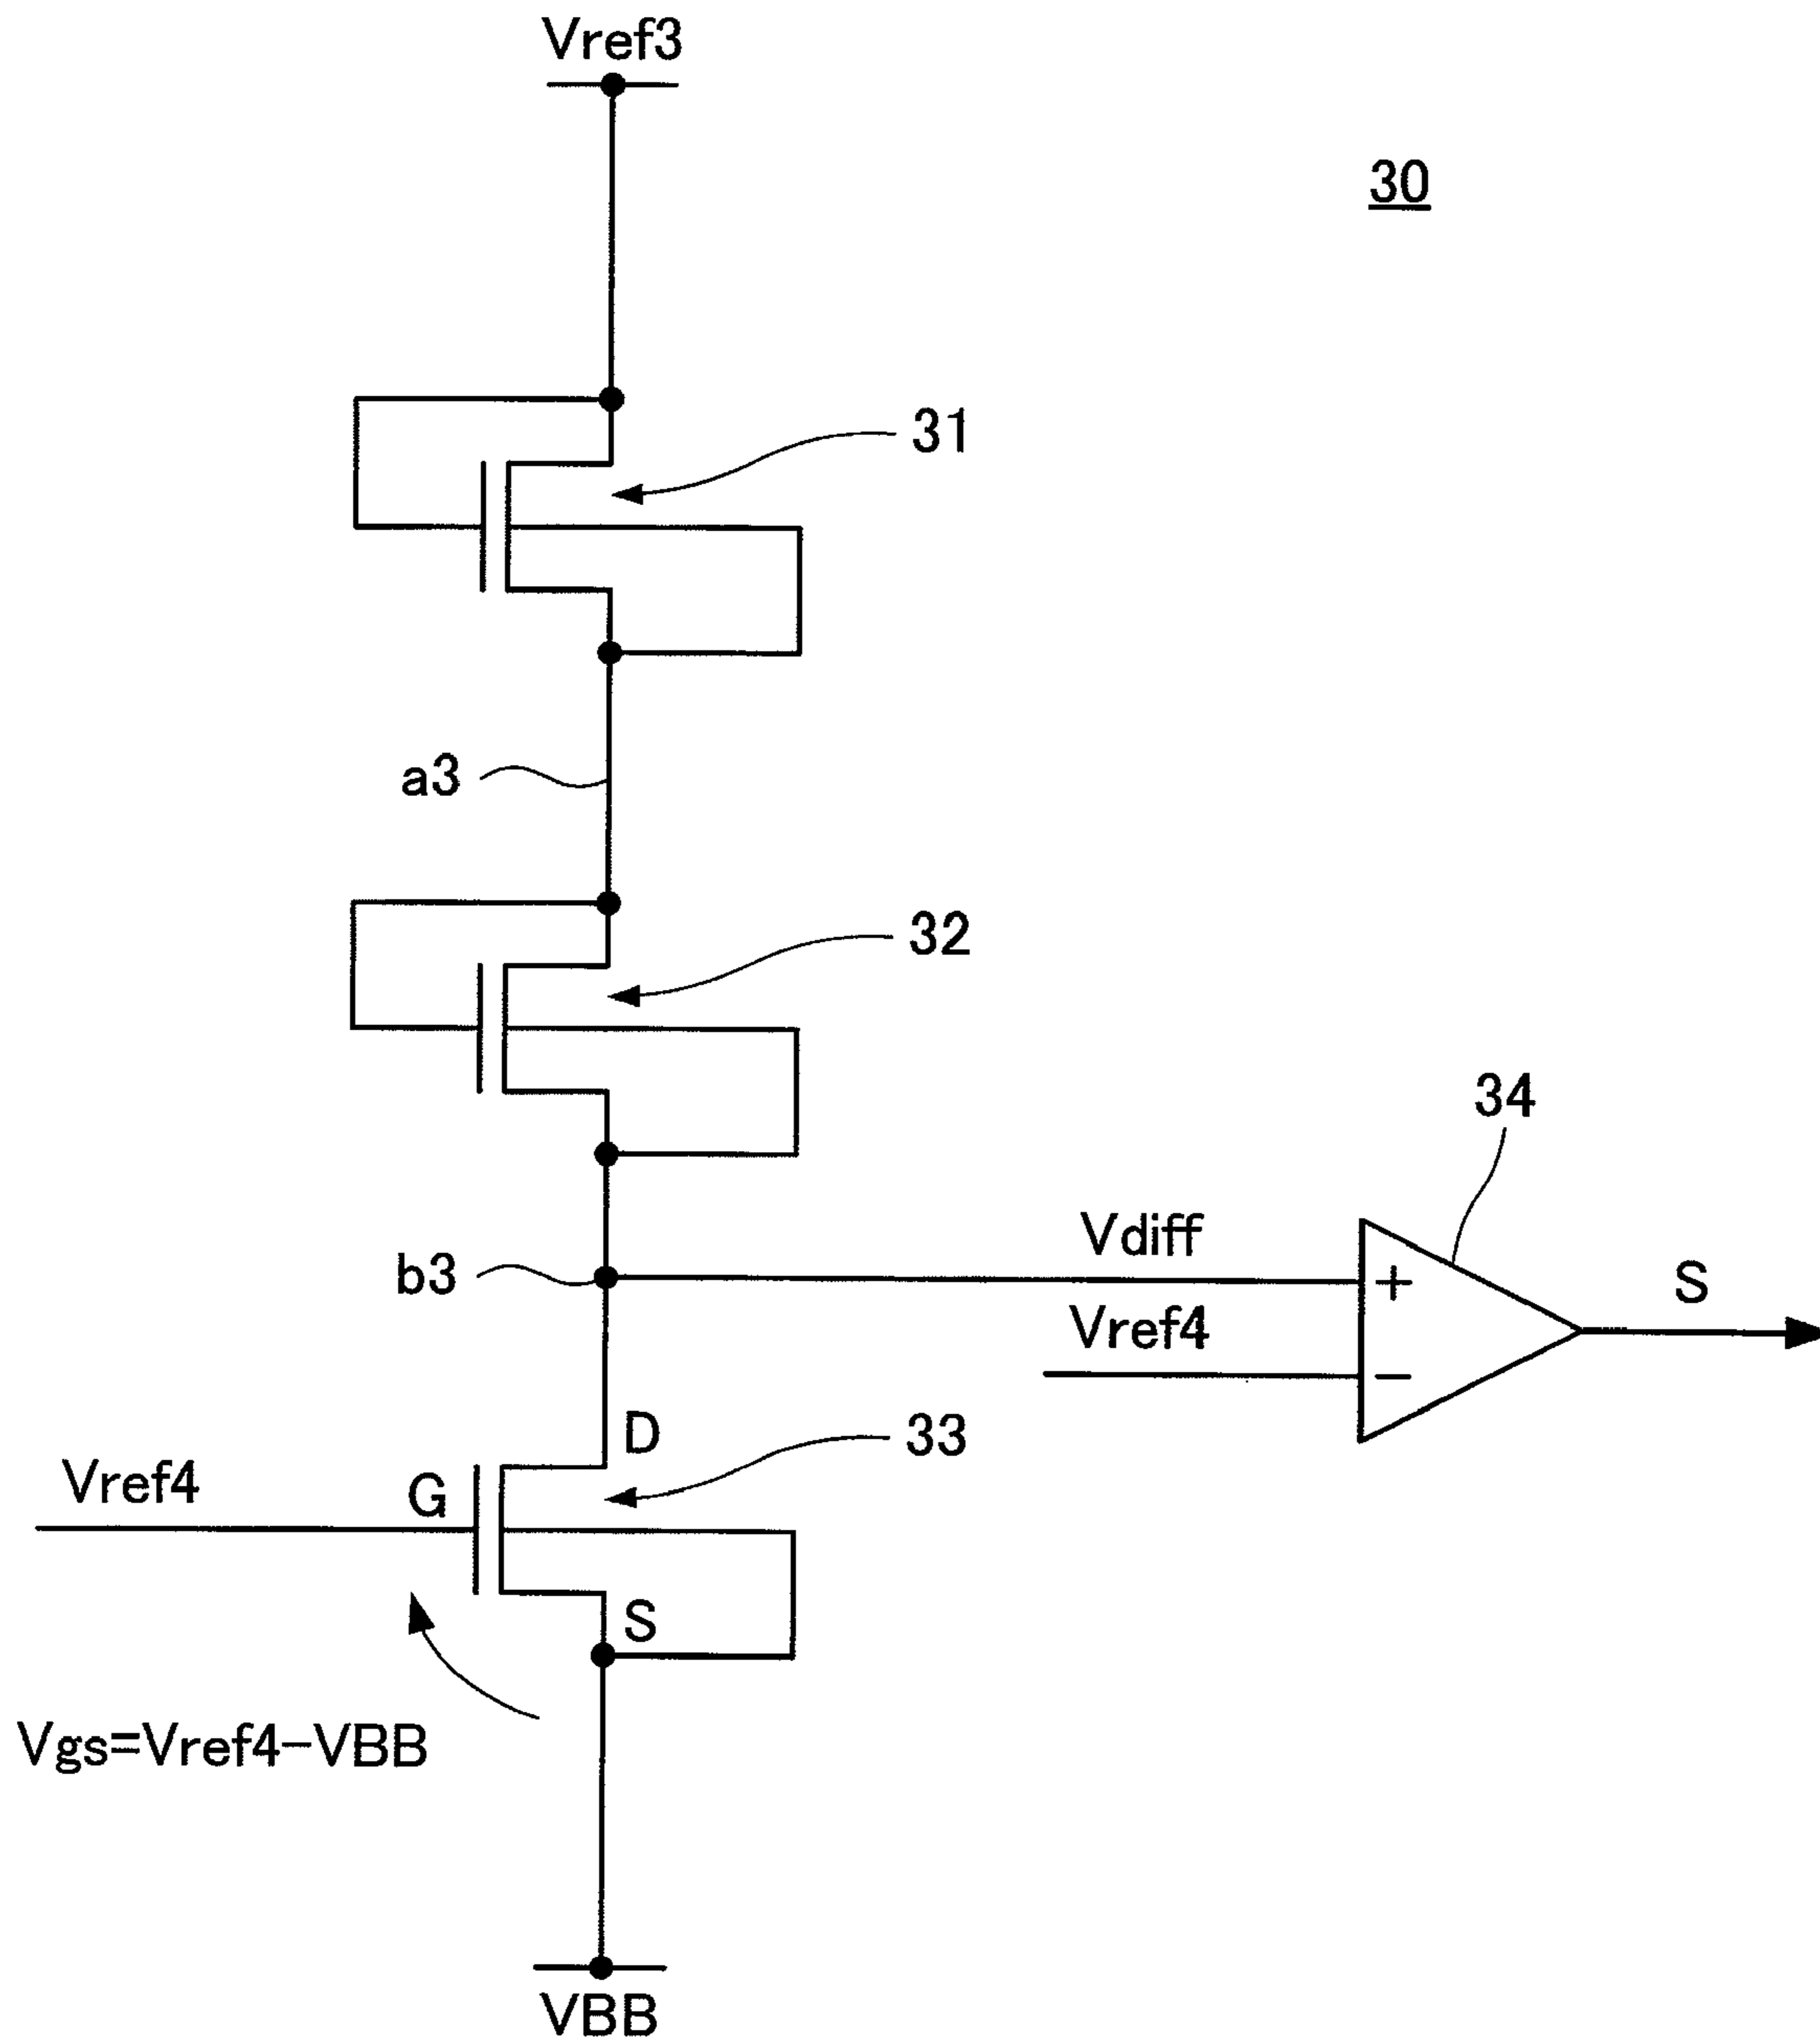 Vref3
30
31
a3
32
34
Vdiff
+
S
b3
Vref4
−
D
33
Vref4
G
S
Vgs=Vref4−VBB
VBB